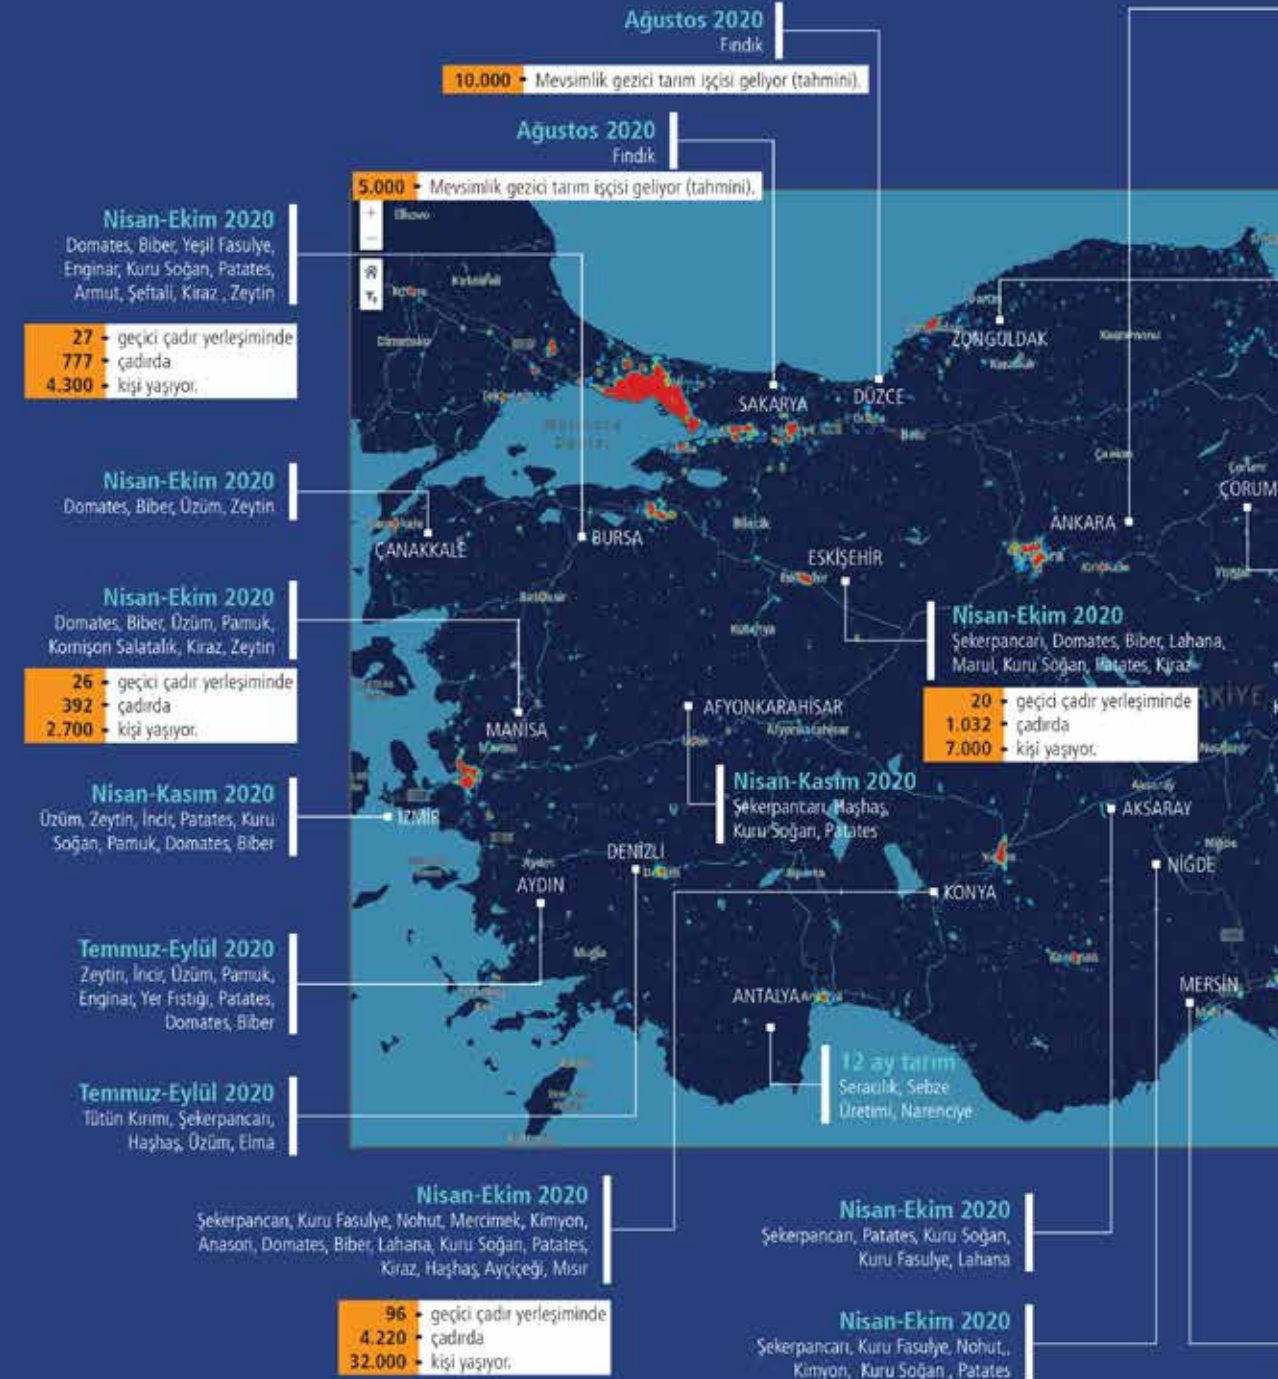 Ağustos 2020
Fındık
10.000 • Mevsimlik gezici tarım işçisi geliyor (tahmini).
Ağustos 2020
Fındık
5.000 • Mevsimlik gezici tarım işçisi geliyor (tahmini).
Nisan-Ekim 2020
Domates, Biber, Yeşil Fasulye,
Enginar, Kuru Soğan, Patates,
Armut, Şeftali, Kiraz , Zeytin
27 • geçici çadır yerleşiminde
777 • çadırda
4.300 • kişi yaşıyor.
Nisan-Ekim 2020
Domates, Biber, Üzüm, Zeytin
Nisan-Ekim 2020
Domates, Biber, Üzüm, Pamuk,
Kornişon Salatalık, Kiraz, Zeytin
26 • geçici çadır yerleşiminde
392 • çadırda
2.700 • kişi yaşıyor.
Nisan-Kasım 2020
Üzüm, Zeytin, İncir, Patates, Kuru
Soğan, Pamuk, Domates, Biber
Temmuz-Eylül 2020
Zeytin, İncir, Üzüm, Pamuk,
Enginar, Yer Fıstığı, Patates,
Domates, Biber
Temmuz-Eylül 2020
Tütün Kırımı, Şekerpancarı,
Haşhaş, Üzüm, Elma
ZONGULDAK
SAKARYA
DÜZCE
Bolu
Çorum
ÇORUM
ANKARA
ÇANAKKALE
BURSA
Bilecik
ESKİŞEHİR
Kütahya
Nisan-Ekim 2020
Şekerpancarı, Domates, Biber, Lahana,
Marul, Kuru Soğan, Patates, Kiraz
20 • geçici çadır yerleşiminde
1.032 • çadırda
7.000 • kişi yaşıyor.
AFYONKARAHİSAR
Afyonkarahisar
MANİSA
Manisa
Nisan-Kasım 2020
Şekerpancarı, Haşhaş,
Kuru Soğan, Patates
Aksaray
AKSARAY
İZMİR
DENİZLİ
Aydın
AYDIN
Niğde
NİĞDE
KONYA
Muğla
ANTALYA
MERSİN
12 ay tarım
Seracılık, Sebze
Üretimi, Narenciye
Nisan-Ekim 2020
Şekerpancarı, Kuru Fasulye, Nohut, Mercimek, Kimyon,
Anason, Domates, Biber, Lahana, Kuru Soğan, Patates,
Kiraz, Haşhaş, Ayçiçeği, Mısır
96 • geçici çadır yerleşiminde
4.220 • çadırda
32.000 • kişi yaşıyor.
Nisan-Ekim 2020
Şekerpancarı, Patates, Kuru Soğan,
Kuru Fasulye, Lahana
Nisan-Ekim 2020
Şekerpancarı, Kuru Fasulye, Nohut,,
Kimyon, Kuru Soğan , Patates